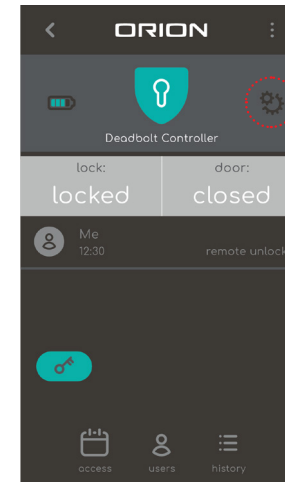 ORION
Deadbolt Controller
lock: door:
locked closed
Me
12:30 remote unlock
access users history